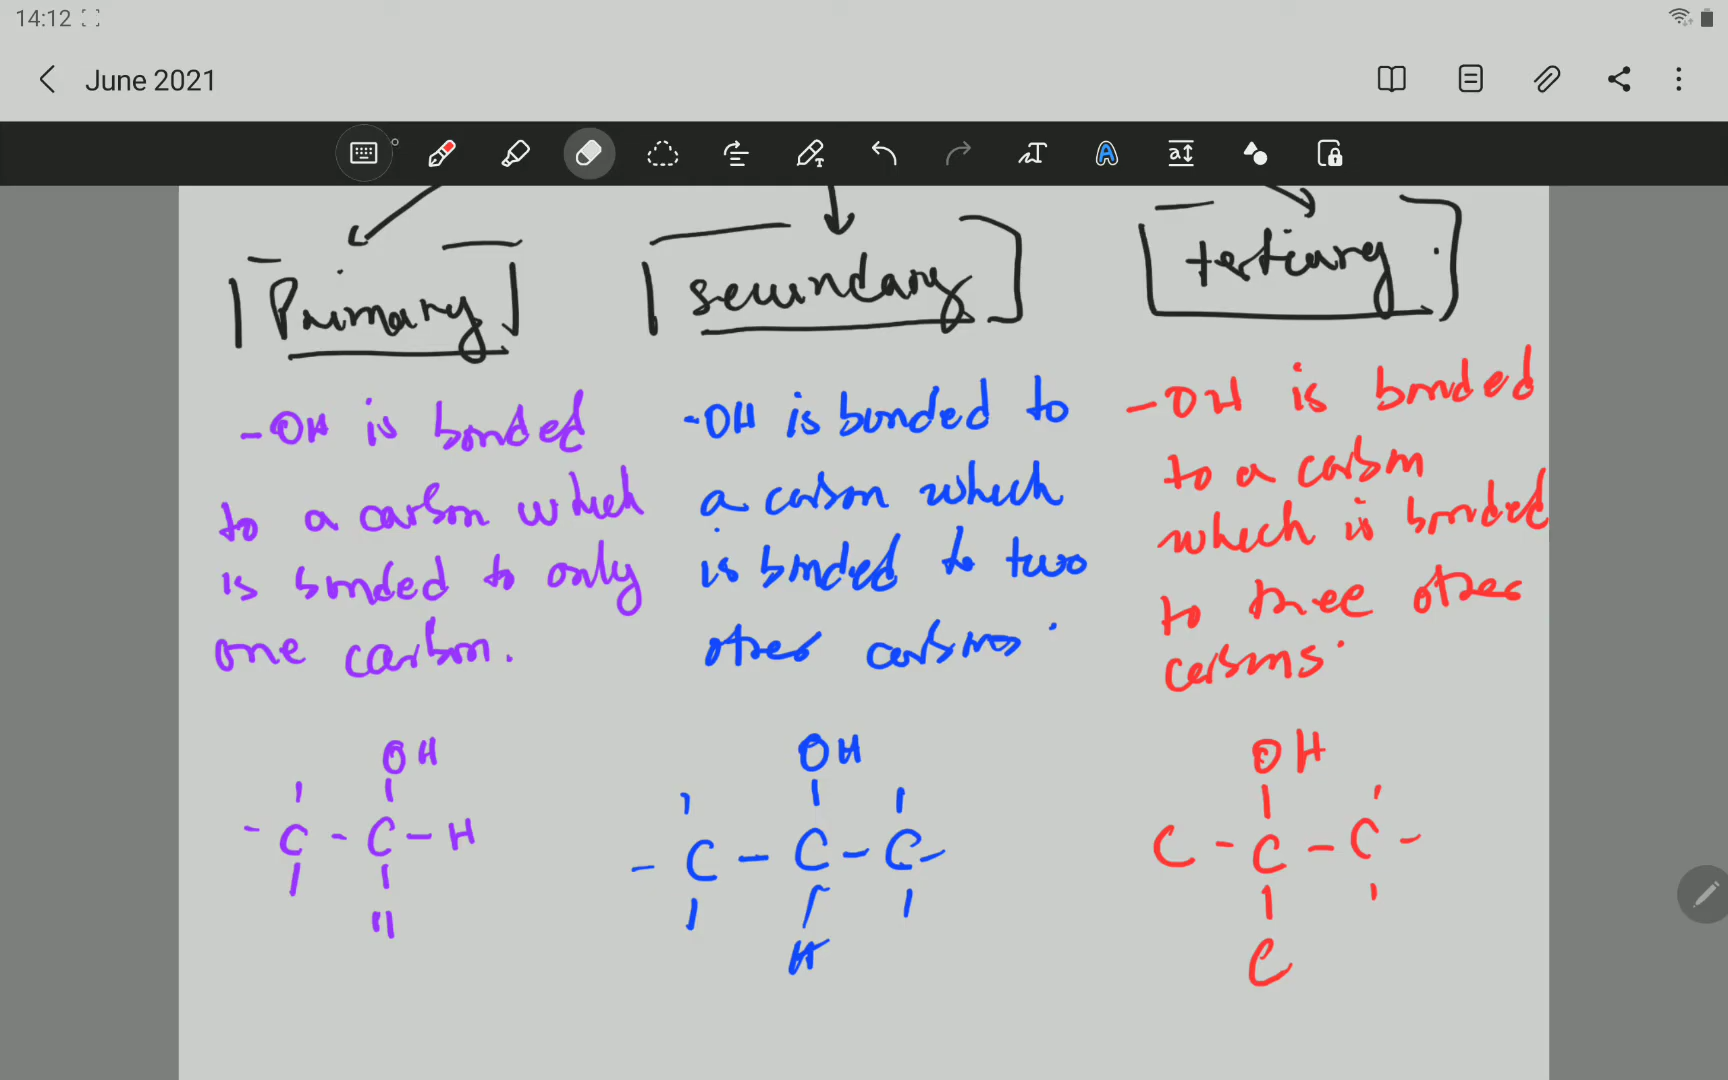 14:12
June 2021
Primary
secundary
tertiary
-OH is bonded
to a carbon which
is bonded to only
one carbon.
-OH is bonded to
a carbon which
is bonded to two
other carbons.
-OH is bonded
to a carbon
which is bonded
to three other
carbons.
OH
C - C - H
H
OH
- C - C - C -
H
OH
C - C - C -
C